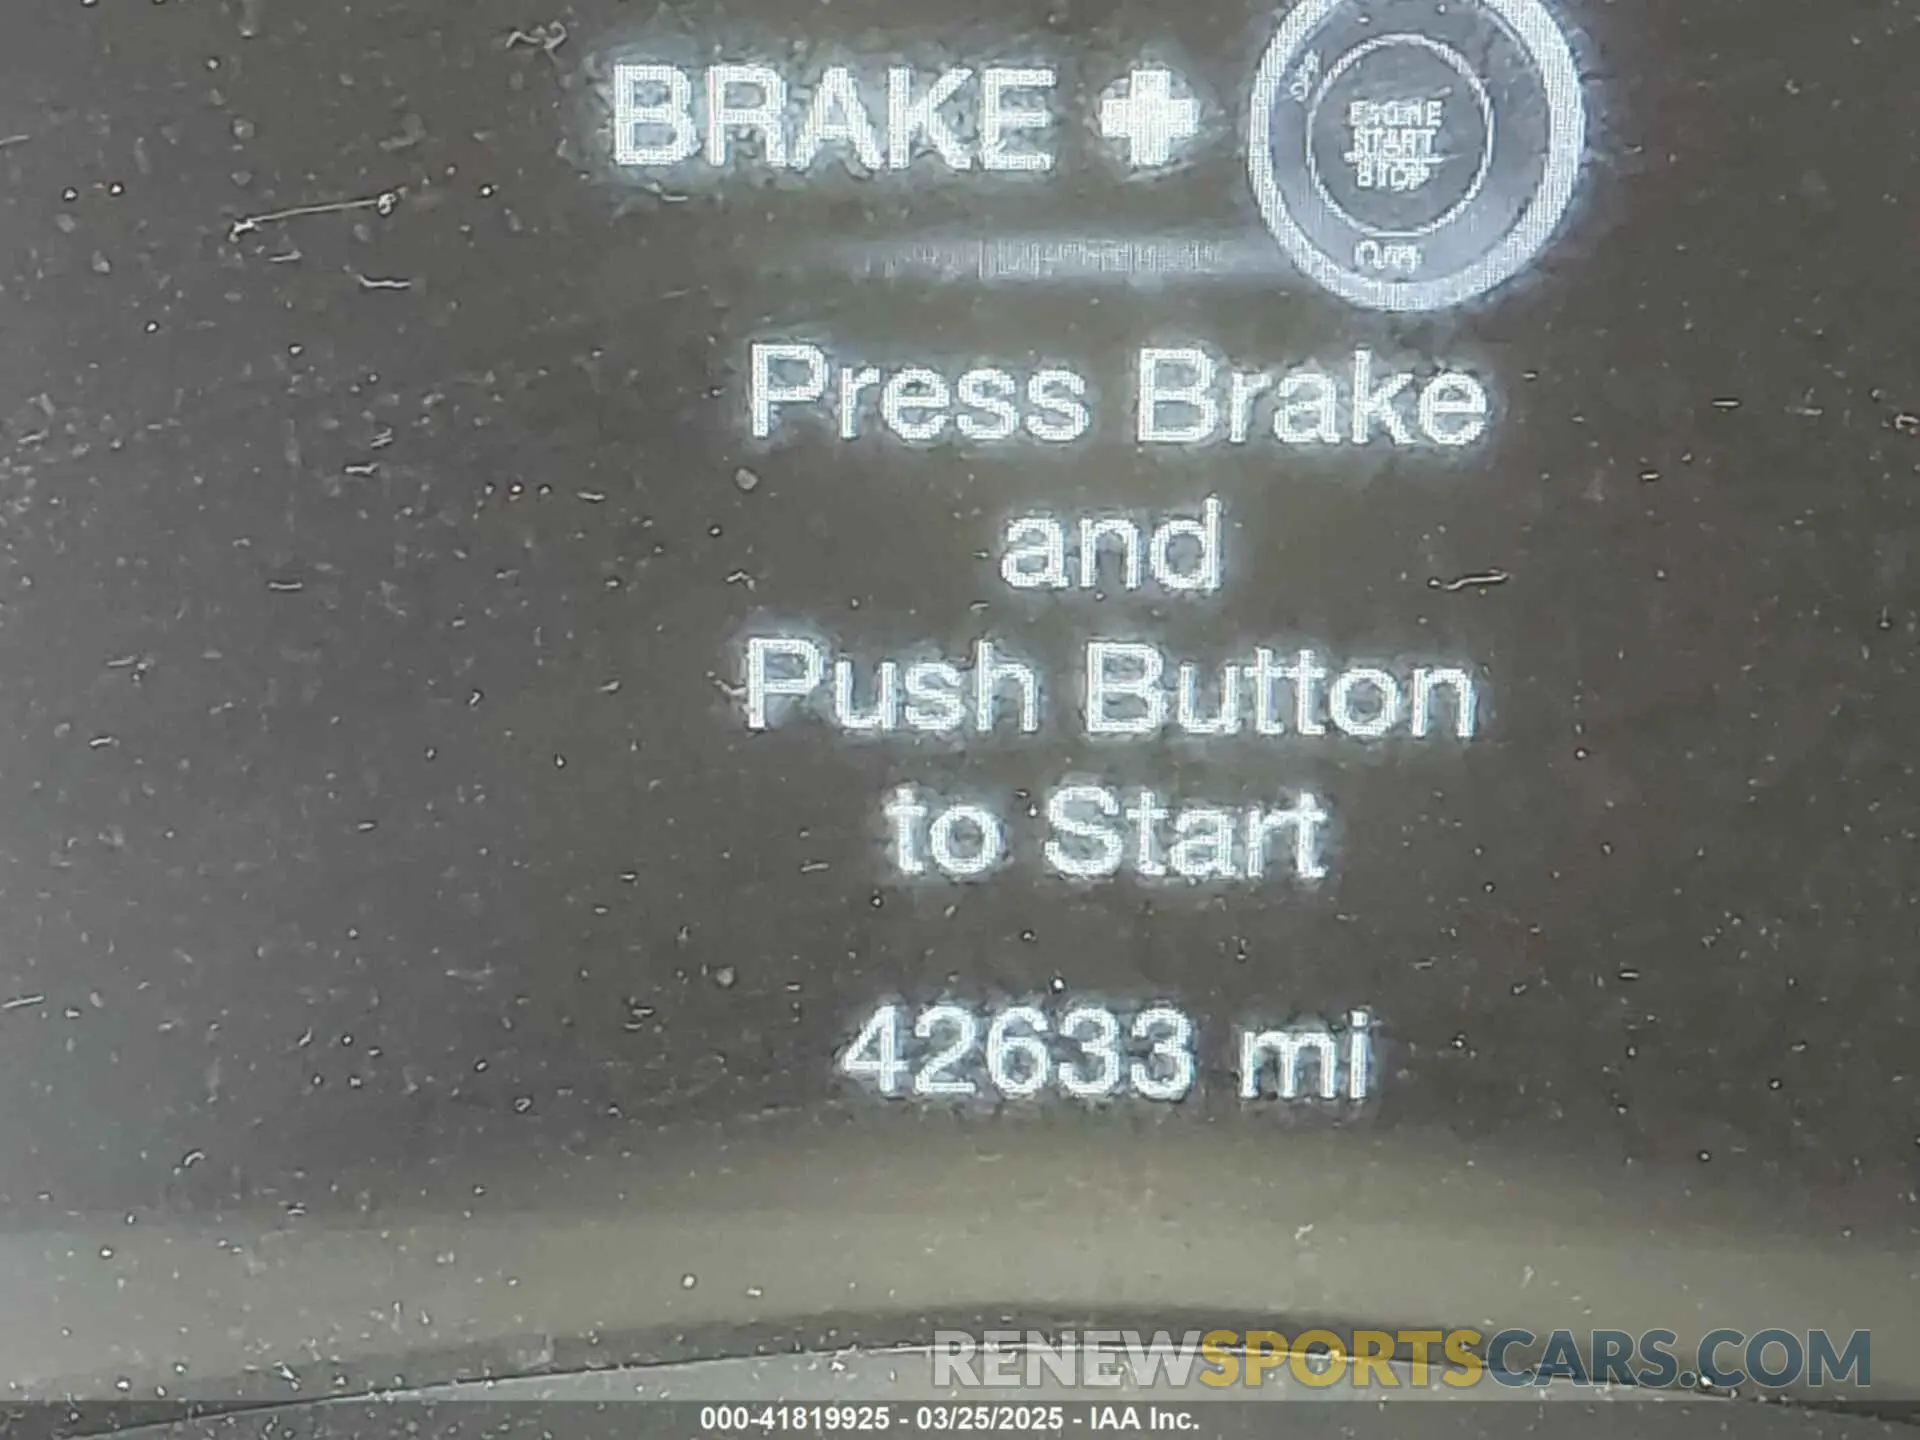 BRAKE +
OFF
ENGINE
START
STOP
Press Brake
and
Push Button
to Start
42633 mi
RENEWSPORTSCARS.COM
000-41819925 - 03/25/2025 - IAA Inc.